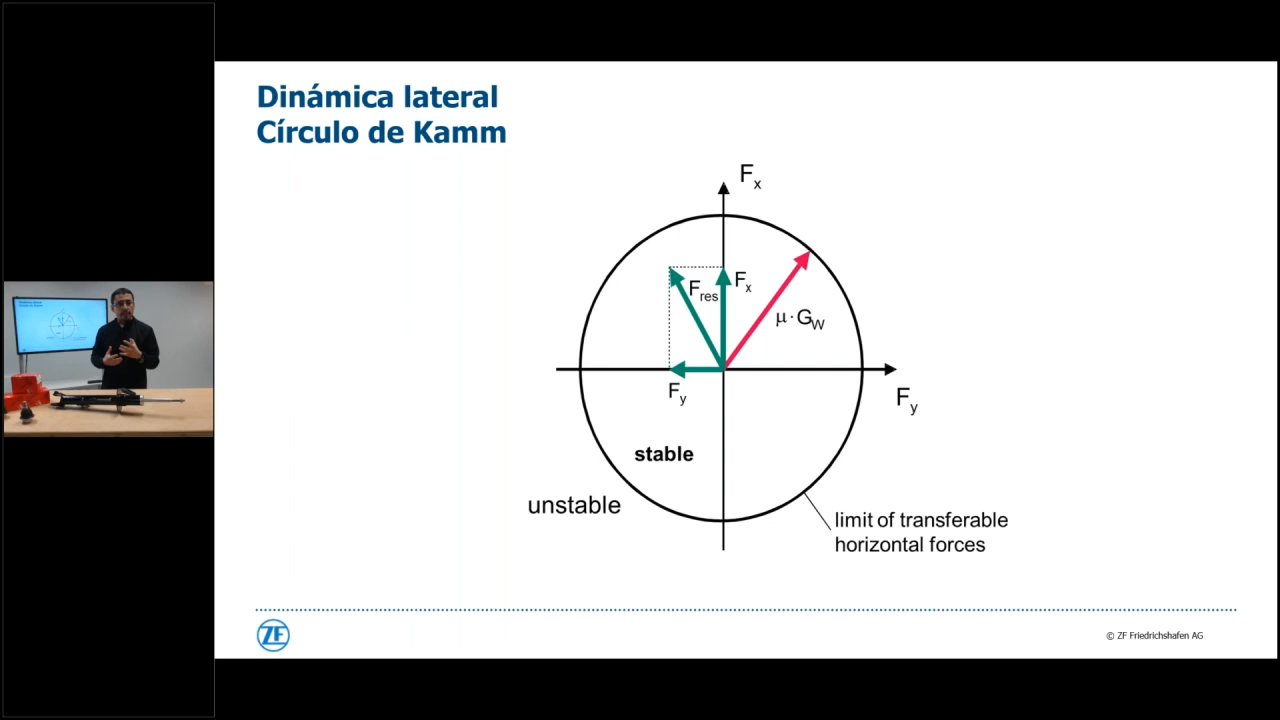 Dinámica lateral
Círculo de Kamm
Fx
Fres
Fx
μ · GW
Fy
Fy
stable
unstable
limit of transferable
horizontal forces
ZF
© ZF Friedrichshafen AG